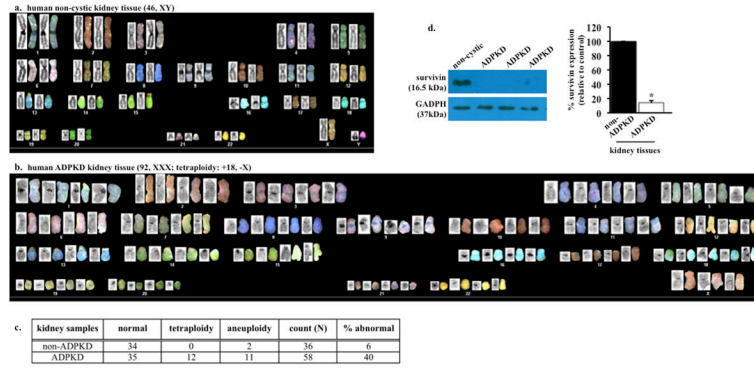 a. human non-cystic kidney tissue (46, XY)
1 2 3 4 5
6 7 8 9 10 11 12
13 14 15 16 17 18
19 20 21 22 X Y
b. human ADPKD kidney tissue (92, XXX; tetraploidy: +18, -X)
1 2 3 4 5
6 7 8 9 10 11 12
13 14 15 16 17 18
19 20 21 22 X
c.
kidney samples normal tetraploidy aneuploidy count (N) % abnormal
non-ADPKD 34 0 2 36 6
ADPKD 35 12 11 58 40
d.
non-cystic ADPKD ADPKD ADPKD
survivin
(16.5 kDa)
GADPH
(37kDa)
% survivin expression
(relative to control)
120
100
80
60
40
20
0
*
non-
ADPKD
ADPKD
kidney tissues